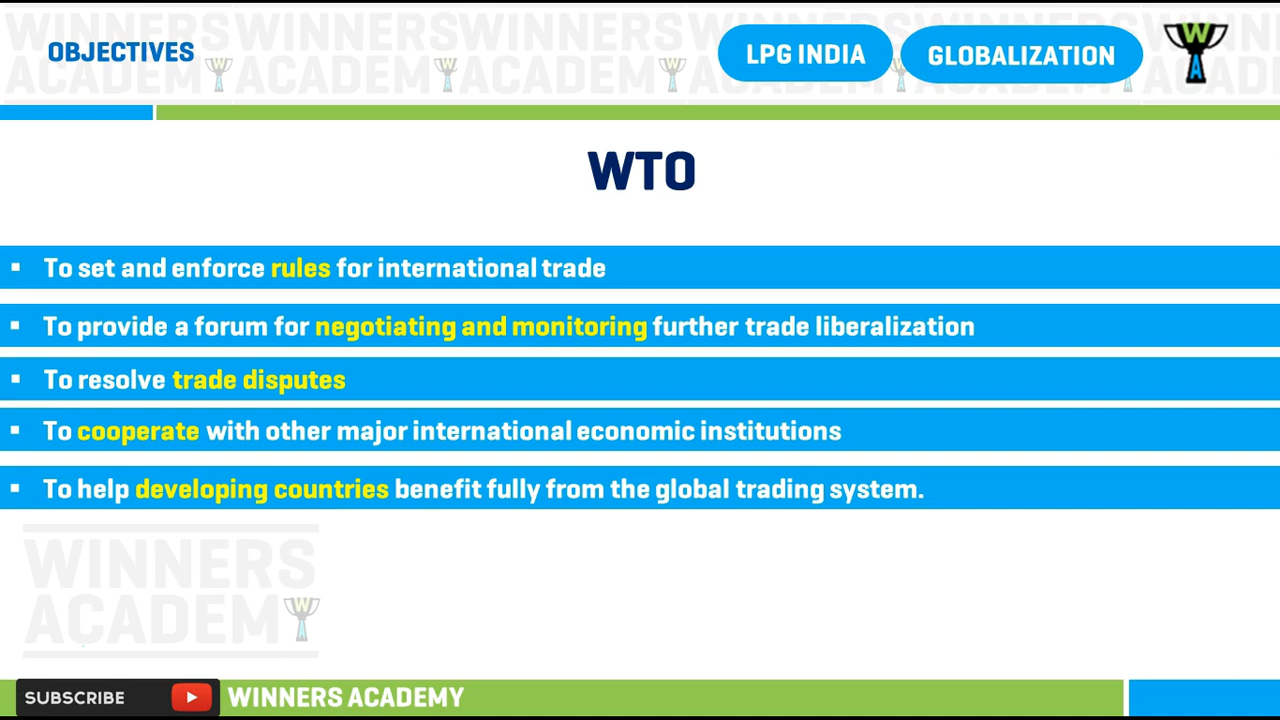 OBJECTIVES
LPG INDIA
GLOBALIZATION
WTO
▪ To set and enforce rules for international trade
▪ To provide a forum for negotiating and monitoring further trade liberalization
▪ To resolve trade disputes
▪ To cooperate with other major international economic institutions
▪ To help developing countries benefit fully from the global trading system.
WINNERS
ACADEMY
SUBSCRIBE
WINNERS ACADEMY